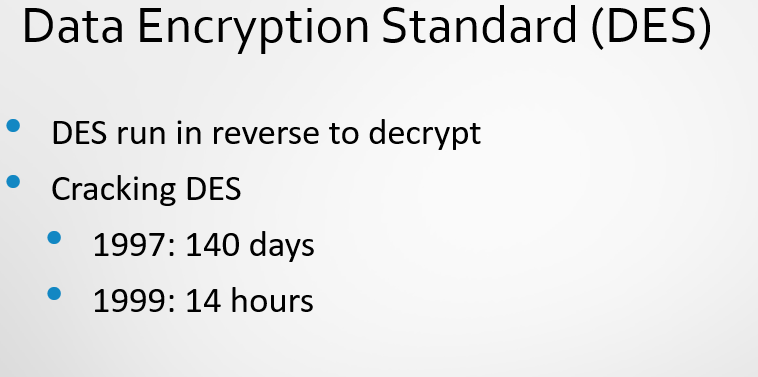 Data Encryption Standard (DES)
• DES run in reverse to decrypt
• Cracking DES
• 1997: 140 days
• 1999: 14 hours